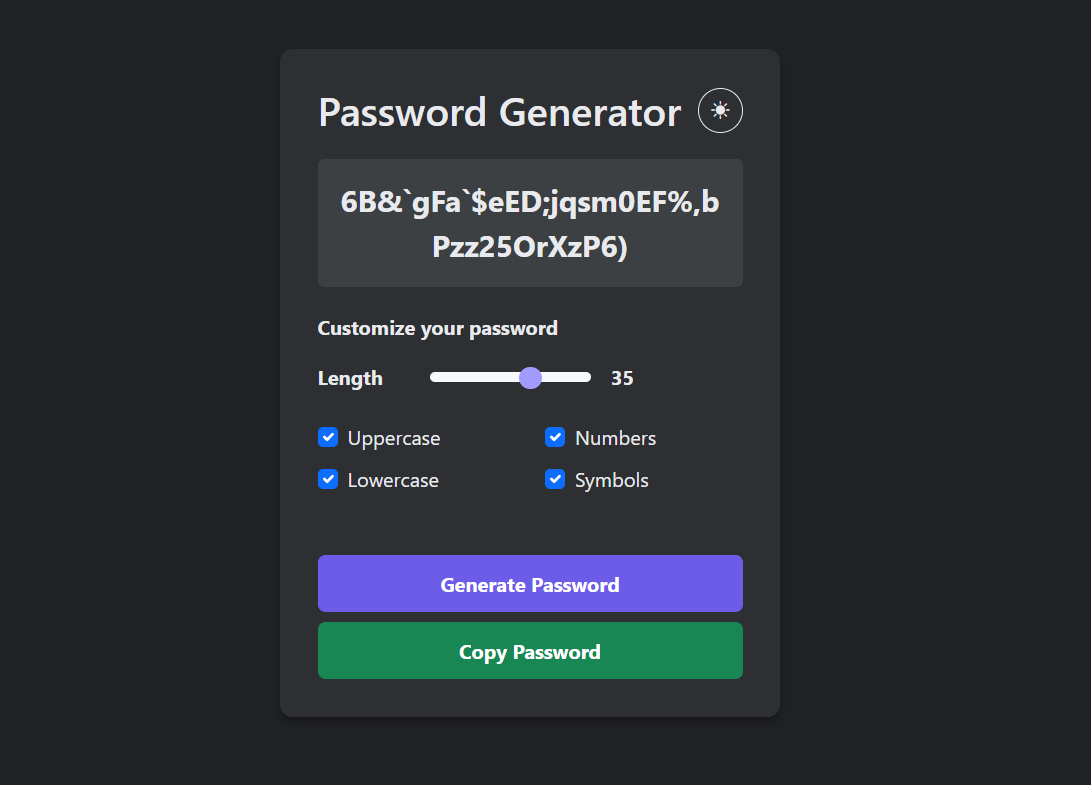 Password Generator
6B&`gFa`$eED;jqsm0EF%,b
Pzz25OrXzP6)
Customize your password
Length 35
Uppercase Numbers
Lowercase Symbols
Generate Password
Copy Password